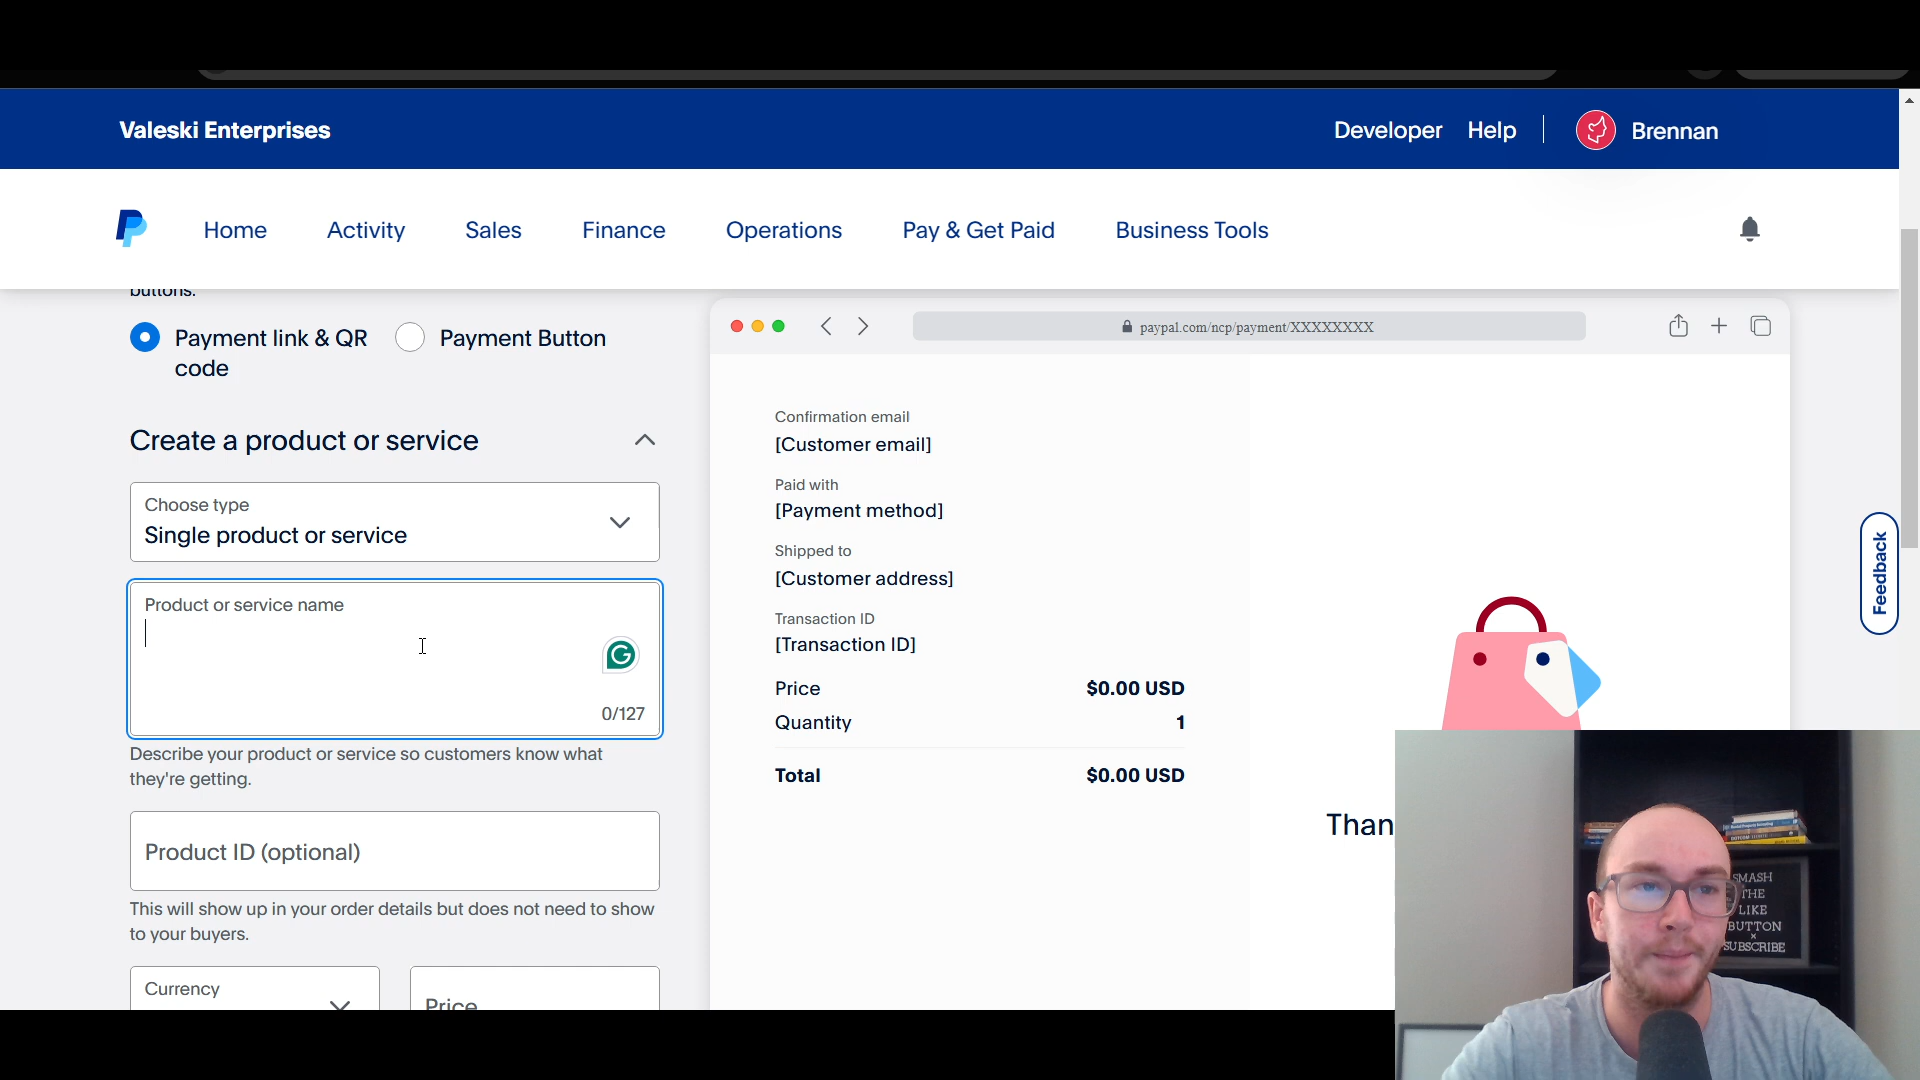 Valeski Enterprises
Developer Help Brennan
Home Activity Sales Finance Operations Pay & Get Paid Business Tools
buttons.
Payment link & QR code
Payment Button
Create a product or service
Choose type
Single product or service
Product or service name
0/127
Describe your product or service so customers know what
they're getting.
Product ID (optional)
This will show up in your order details but does not need to show
to your buyers.
Currency
Price
paypal.com/ncp/payment/XXXXXXXX
Confirmation email
[Customer email]
Paid with
[Payment method]
Shipped to
[Customer address]
Transaction ID
[Transaction ID]
Price $0.00 USD
Quantity 1
Total $0.00 USD
Than
Feedback
SMASH
THE
LIKE
BUTTON
×
SUBSCRIBE